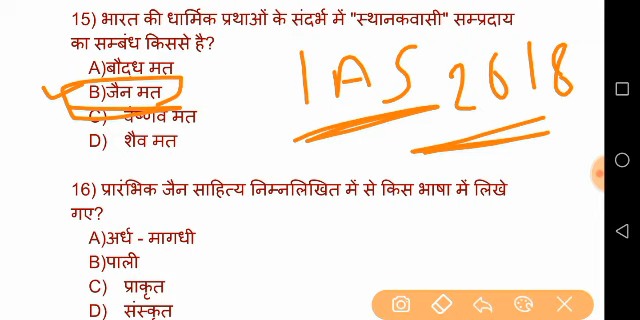 15) भारत की धार्मिक प्रथाओं के संदर्भ में "स्थानकवासी" सम्प्रदाय
का सम्बंध किससे है?
A)बौद्ध मत
B)जैन मत
C) वैष्णव मत
D) शैव मत
IAS 2018
16) प्रारंभिक जैन साहित्य निम्नलिखित में से किस भाषा में लिखे
गए?
A)अर्ध - मागधी
B)पाली
C) प्राकृत
D) संस्कृत